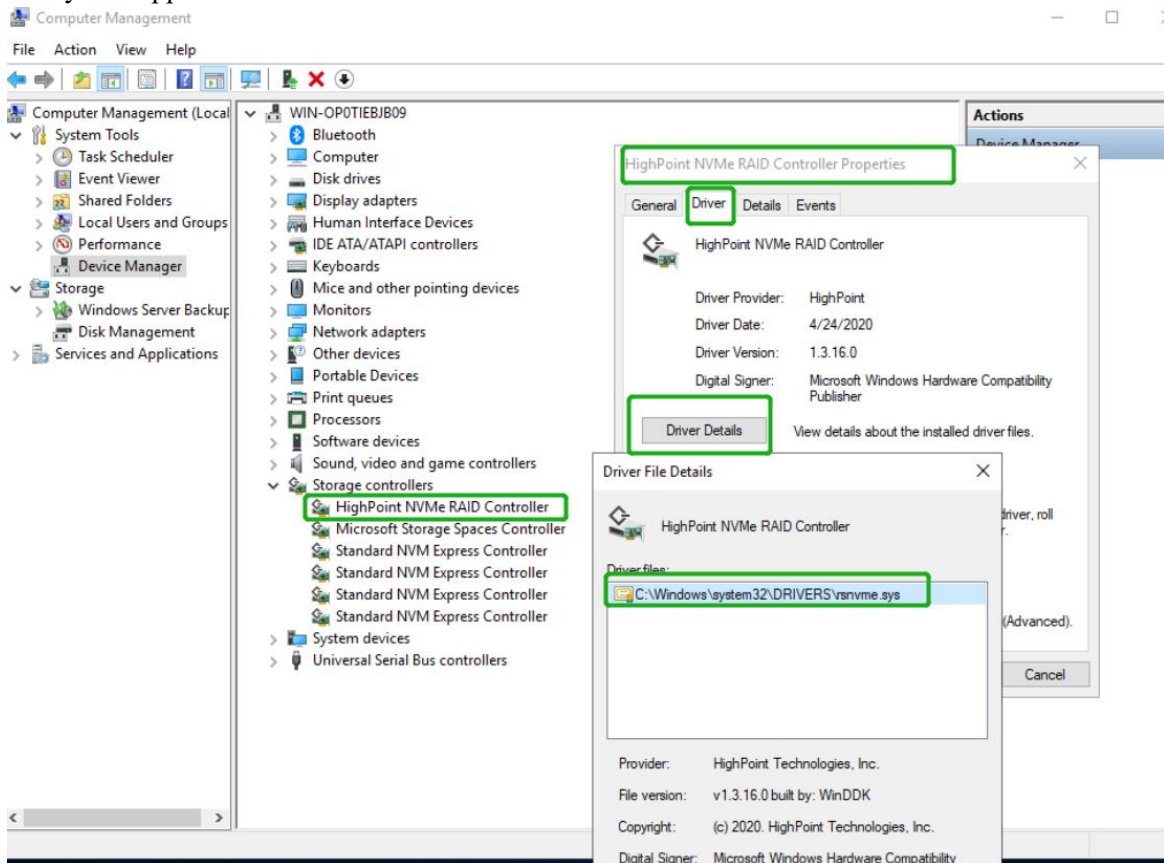 Computer Management
File Action View Help
Computer Management (Local
System Tools
Task Scheduler
Event Viewer
Shared Folders
Local Users and Groups
Performance
Device Manager
Storage
Windows Server Backup
Disk Management
Services and Applications
WIN-OP0TIEBJB09
Bluetooth
Computer
Disk drives
Display adapters
Human Interface Devices
IDE ATA/ATAPI controllers
Keyboards
Mice and other pointing devices
Monitors
Network adapters
Other devices
Portable Devices
Print queues
Processors
Software devices
Sound, video and game controllers
Storage controllers
HighPoint NVMe RAID Controller
Microsoft Storage Spaces Controller
Standard NVM Express Controller
Standard NVM Express Controller
Standard NVM Express Controller
Standard NVM Express Controller
System devices
Universal Serial Bus controllers
Actions
Device Manager
HighPoint NVMe RAID Controller Properties
General Driver Details Events
HighPoint NVMe RAID Controller
Driver Provider: HighPoint
Driver Date: 4/24/2020
Driver Version: 1.3.16.0
Digital Signer: Microsoft Windows Hardware Compatibility
Publisher
Driver Details View details about the installed driver files.
driver, roll
(Advanced).
Cancel
Driver File Details
HighPoint NVMe RAID Controller
Driver files:
C:\Windows\system32\DRIVERS\rsnvme.sys
Provider: HighPoint Technologies, Inc.
File version: v1.3.16.0 built by: WinDDK
Copyright: (c) 2020. HighPoint Technologies, Inc.
Digital Signer: Microsoft Windows Hardware Compatibility